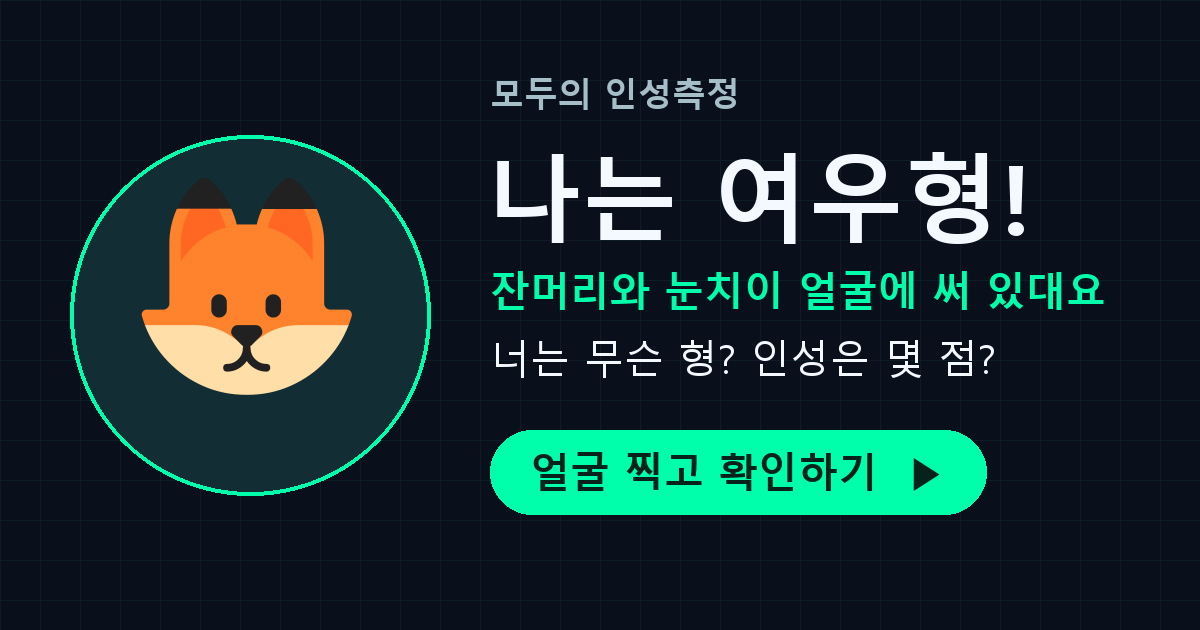 모두의 인성측정
나는 여우형!
잔머리와 눈치이 얼굴에 써 있대요
너는 무슨 형? 인성은 몇 점?
얼굴 찍고 확인하기 ▶